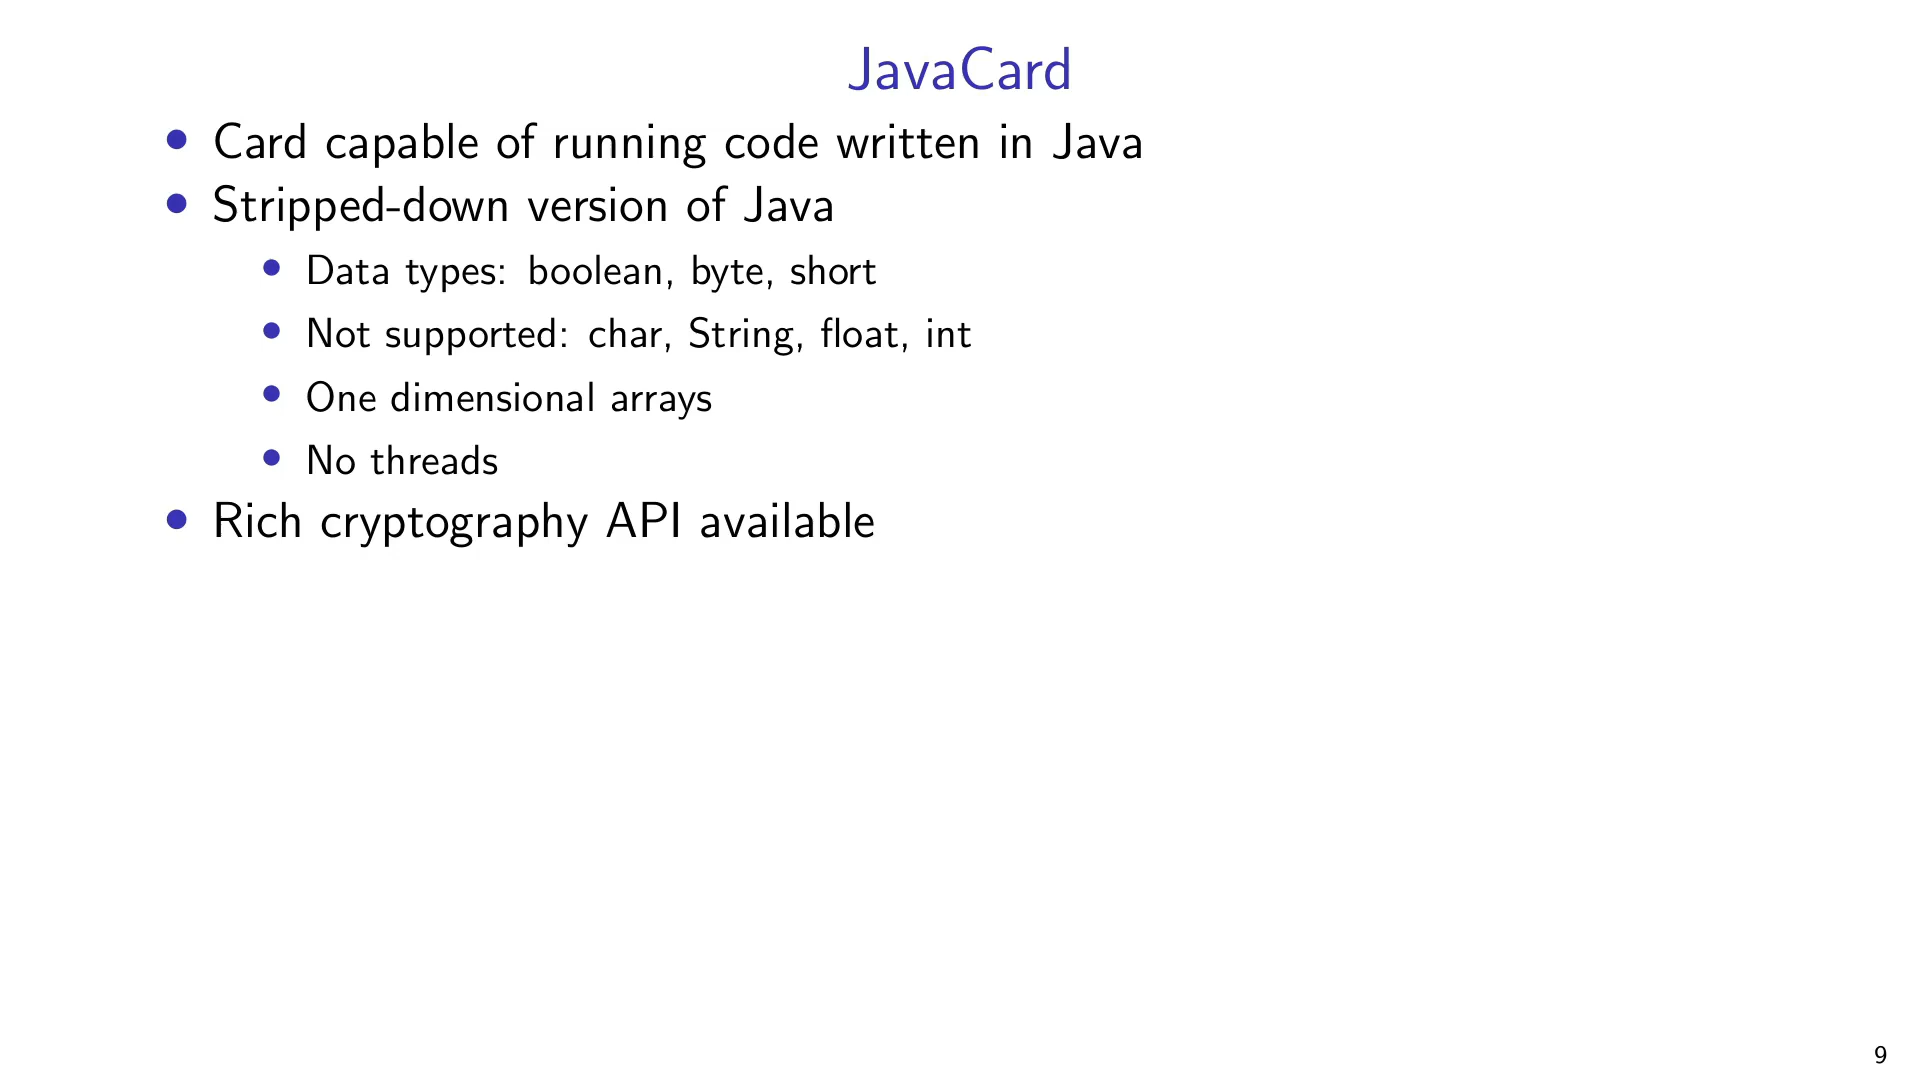 JavaCard
• Card capable of running code written in Java
• Stripped-down version of Java
• Data types: boolean, byte, short
• Not supported: char, String, float, int
• One dimensional arrays
• No threads
• Rich cryptography API available
9